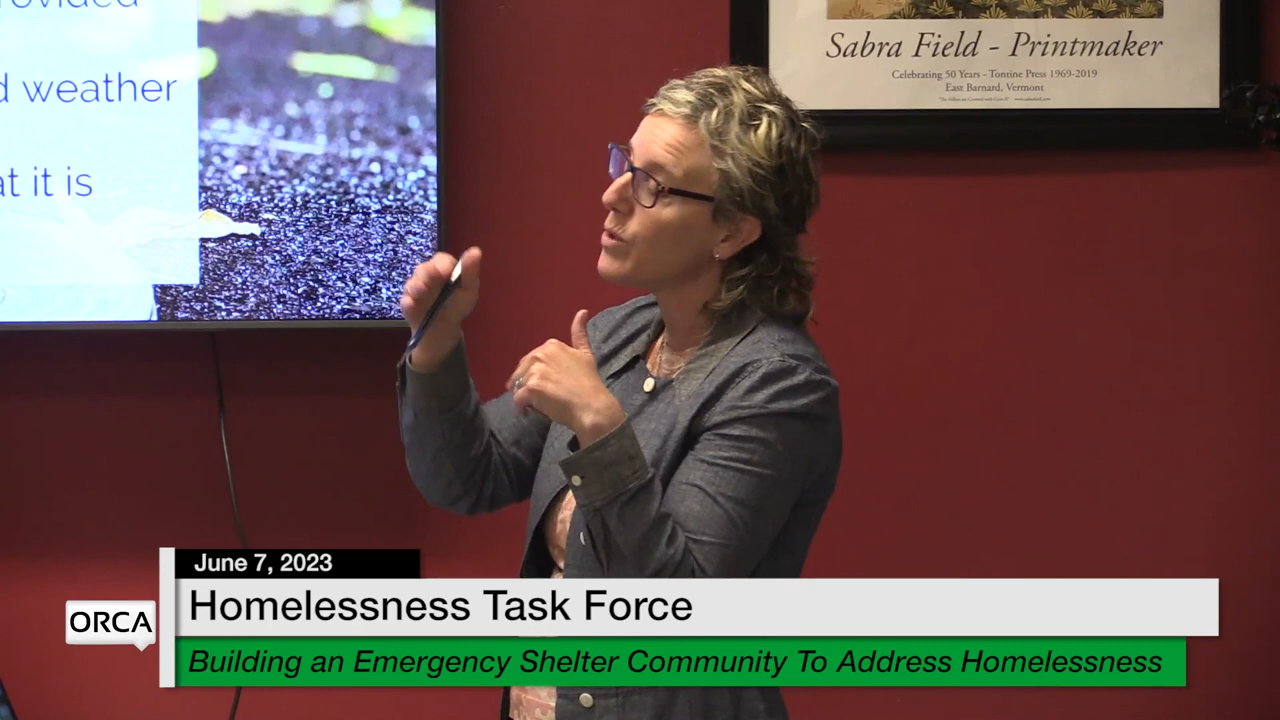 rovided
d weather
at it is
Sabra Field - Printmaker
Celebrating 50 Years - Tontine Press 1969-2019
East Barnard, Vermont
June 7, 2023
Homelessness Task Force
ORCA
Building an Emergency Shelter Community To Address Homelessness